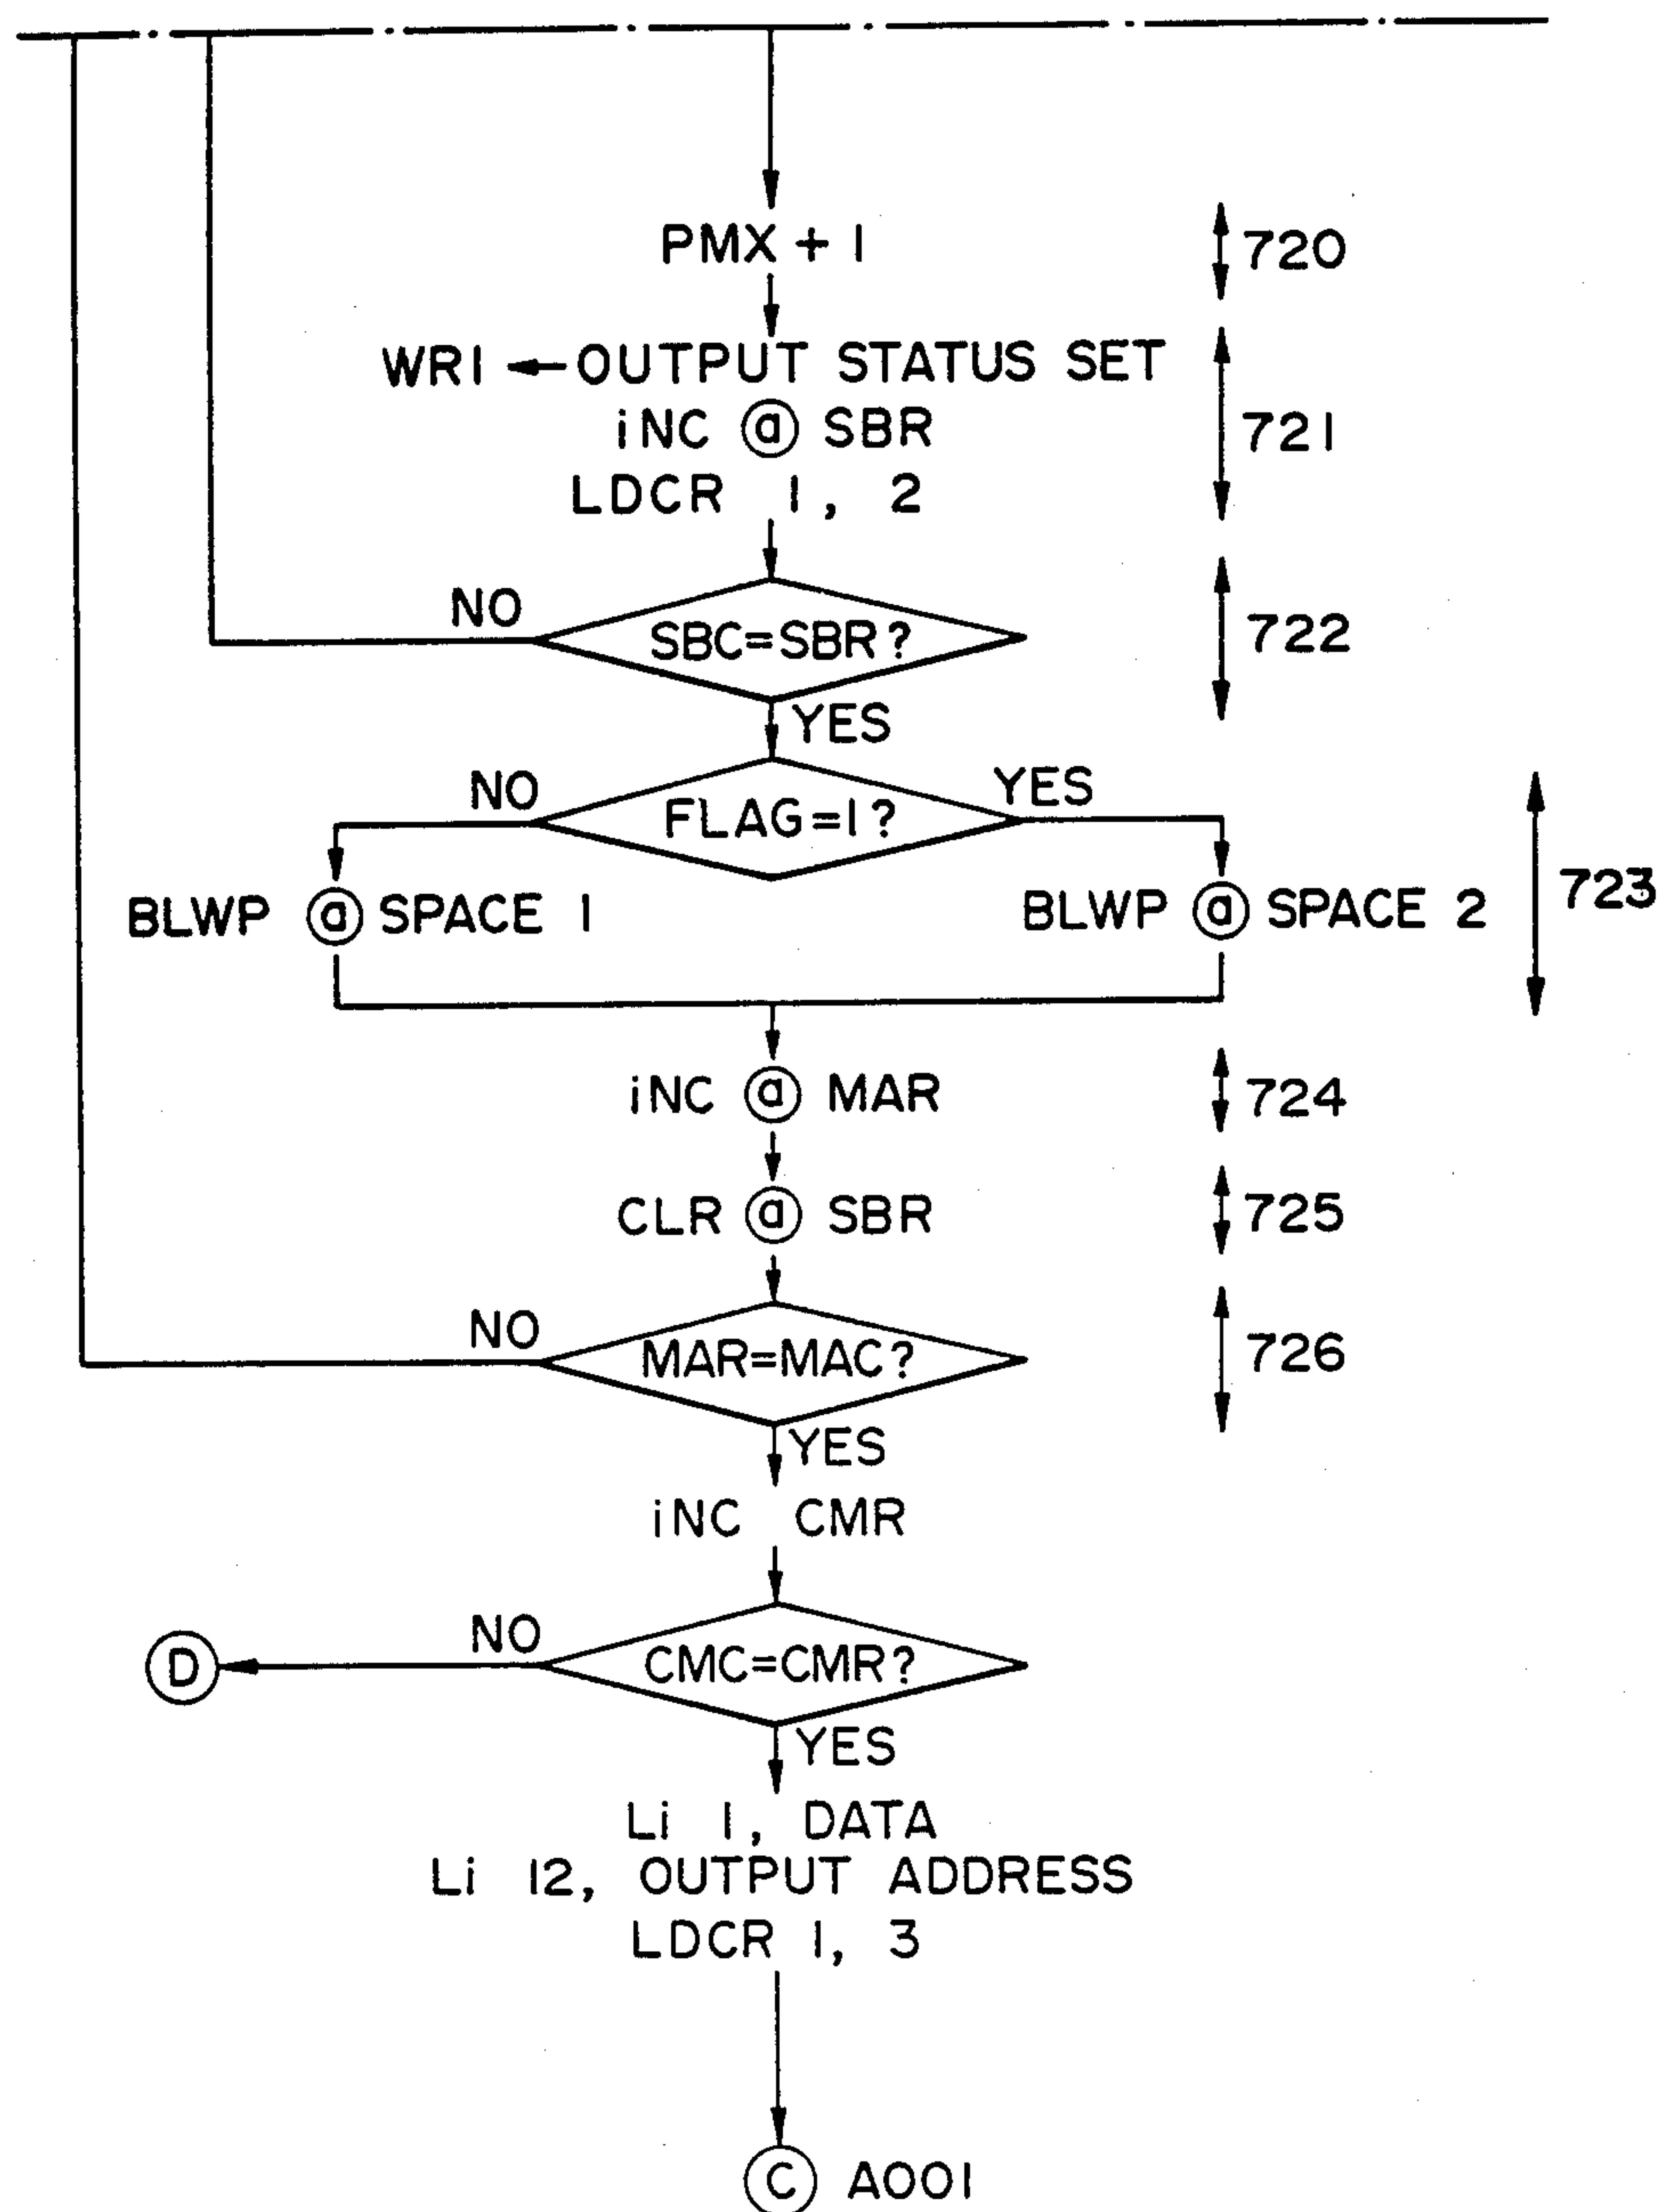 PMX + 1
720
WR1 ← OUTPUT STATUS SET
iNC @ SBR
721
LDCR 1, 2
NO
SBC=SBR?
722
YES
NO
FLAG=1?
YES
BLWP @ SPACE 1
BLWP @ SPACE 2
723
iNC @ MAR
724
CLR @ SBR
725
NO
MAR=MAC?
726
YES
iNC CMR
NO
D
CMC=CMR?
YES
Li 1, DATA
Li 12, OUTPUT ADDRESS
LDCR 1, 3
C A001